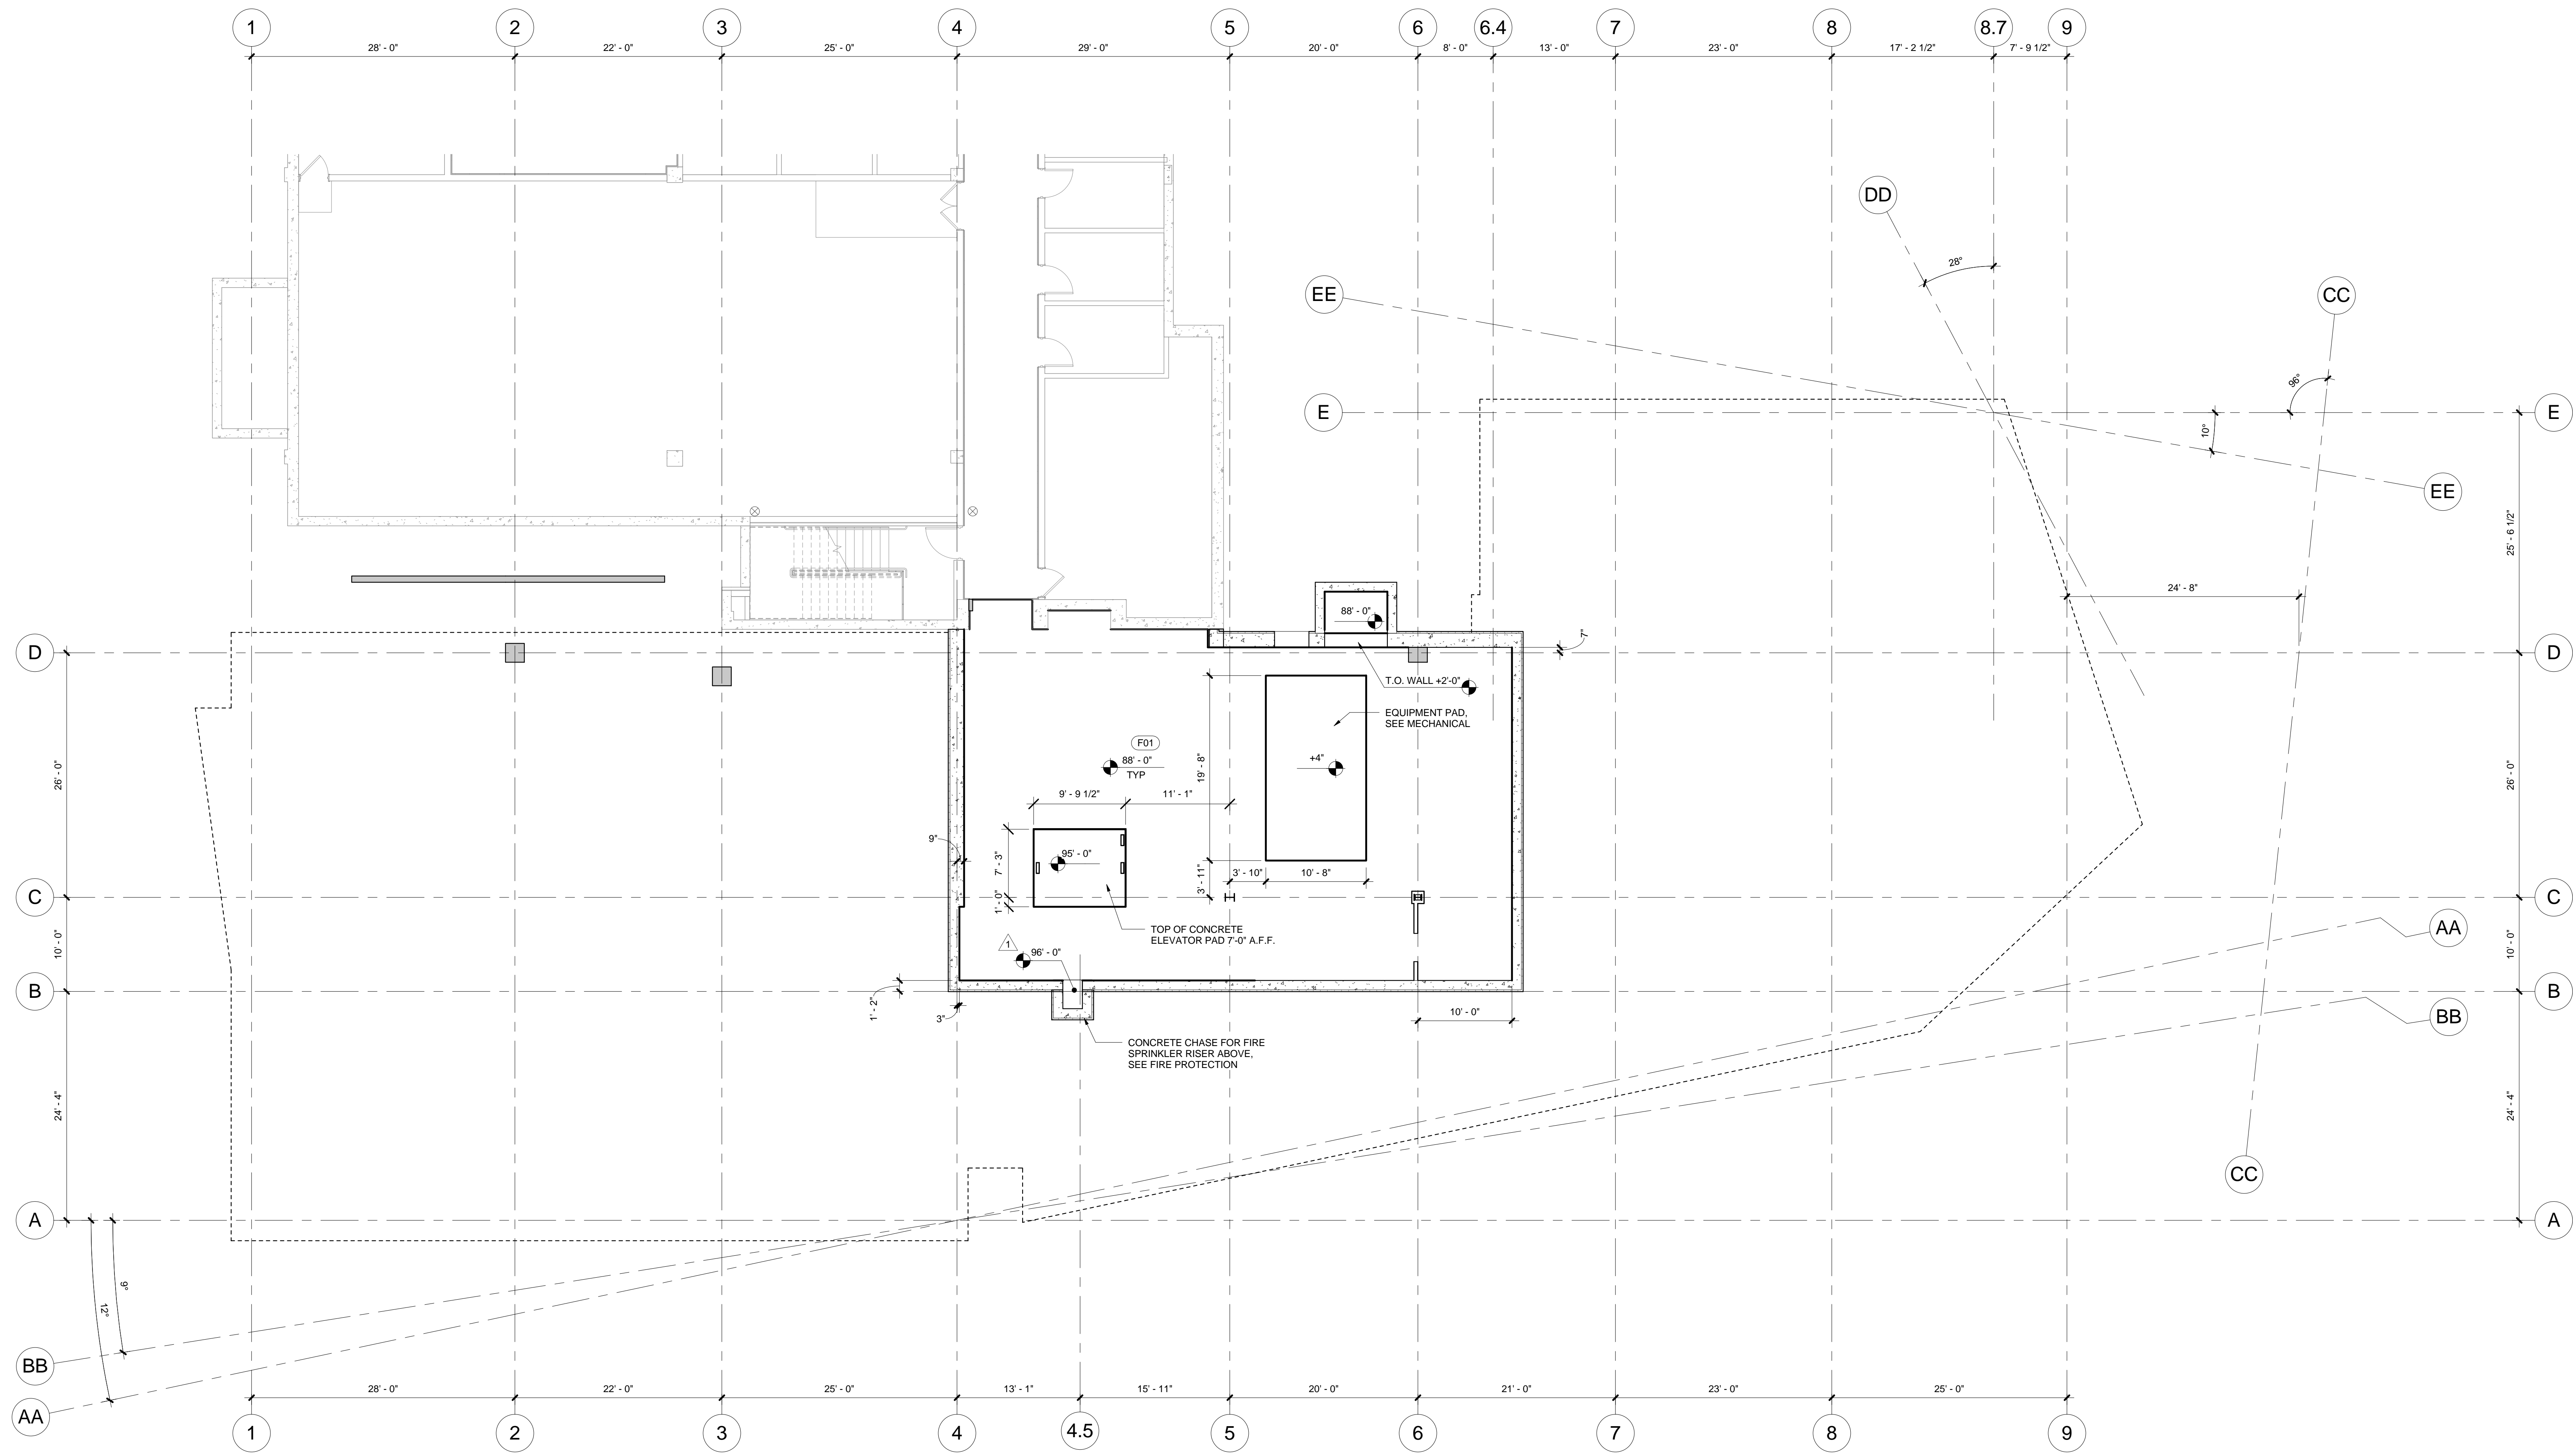 1
2
3
4
5
6
6.4
7
8
8.7
9
28' - 0"
22' - 0"
25' - 0"
29' - 0"
20' - 0"
8' - 0"
13' - 0"
23' - 0"
17' - 2 1/2"
7' - 9 1/2"
DD
28°
EE
CC
96°
E
E
10°
EE
25' - 6 1/2"
24' - 8"
88' - 0"
7"
D
D
T.O. WALL +2'-0"
EQUIPMENT PAD,
SEE MECHANICAL
F01
88' - 0"
TYP
+4"
19' - 8"
26' - 0"
26' - 0"
9' - 9 1/2"
11' - 1"
9"
7' - 3"
95' - 0"
3' - 11"
3' - 10"
10' - 8"
1' - 0"
C
C
TOP OF CONCRETE
ELEVATOR PAD 7'-0" A.F.F.
AA
10' - 0"
10' - 0"
1
96' - 0"
B
B
1' - 2"
3"
10' - 0"
BB
CONCRETE CHASE FOR FIRE
SPRINKLER RISER ABOVE,
SEE FIRE PROTECTION
24' - 4"
24' - 4"
CC
A
A
9°
12°
BB
AA
28' - 0"
22' - 0"
25' - 0"
13' - 1"
15' - 11"
20' - 0"
21' - 0"
23' - 0"
25' - 0"
1
2
3
4
4.5
5
6
7
8
9